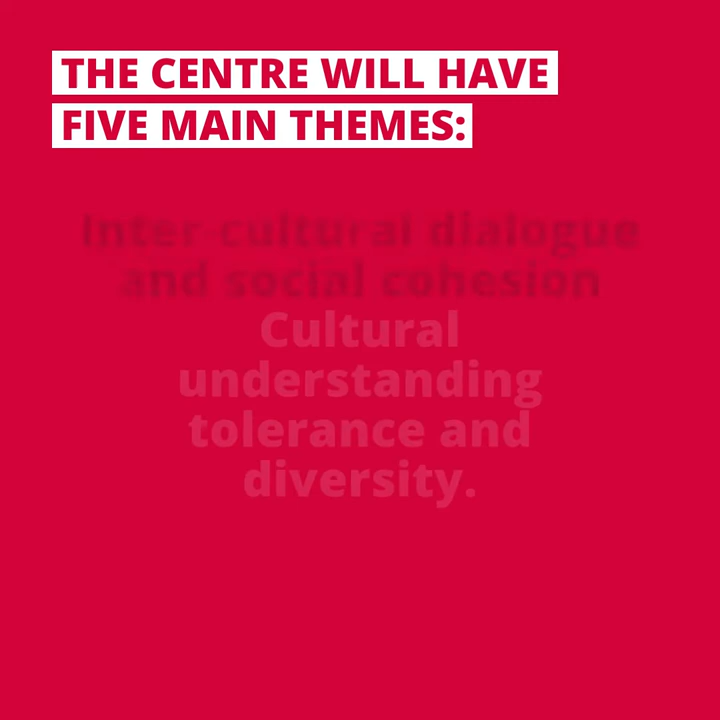 THE CENTRE WILL HAVE
FIVE MAIN THEMES:
Inter-cultural dialogue
and social cohesion
Cultural
understanding
tolerance and
diversity.